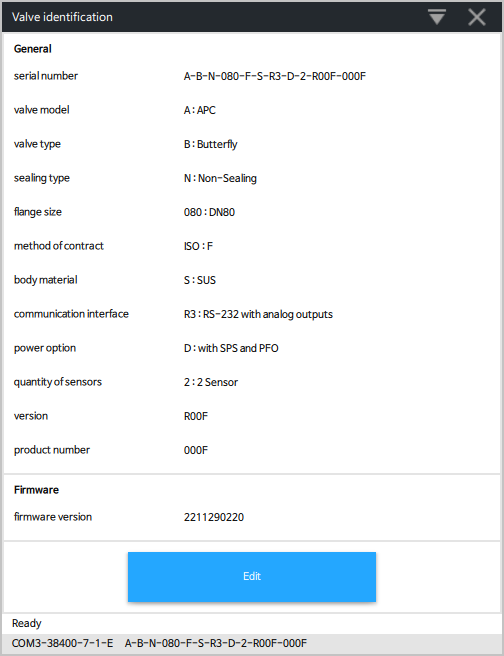 Valve identification
General
serial number A-B-N-080-F-S-R3-D-2-R00F-000F
valve model A : APC
valve type B : Butterfly
sealing type N : Non-Sealing
flange size 080 : DN80
method of contract ISO : F
body material S : SUS
communication interface R3 : RS-232 with analog outputs
power option D : with SPS and PFO
quantity of sensors 2 : 2 Sensor
version R00F
product number 000F
Firmware
firmware version 2211290220
Edit
Ready
COM3-38400-7-1-E A-B-N-080-F-S-R3-D-2-R00F-000F